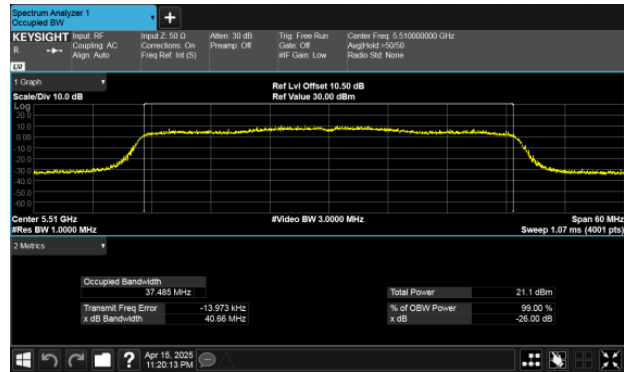 Spectrum Analyzer 1
Occupied BW
KEYSIGHT
R
LXI
Input: RF
Coupling: AC
Align: Auto
Input Z: 50 Ω
Corrections: On
Freq Ref: Int (S)
Atten: 30 dB
Preamp: Off
Trig: Free Run
Gate: Off
#IF Gain: Low
Center Freq: 5.510000000 GHz
Avg|Hold:>50/50
Radio Std: None
1 Graph
Scale/Div 10.0 dB
Ref Lvl Offset 10.50 dB
Ref Value 30.00 dBm
Log
20.0
10.0
0.00
-10.0
-20.0
-30.0
-40.0
-50.0
-60.0
Center 5.51 GHz
#Video BW 3.0000 MHz
Span 60 MHz
#Res BW 1.0000 MHz
Sweep 1.07 ms (4001 pts)
2 Metrics
Occupied Bandwidth
37.485 MHz
Total Power 21.1 dBm
Transmit Freq Error -13.973 kHz
% of OBW Power 99.00 %
x dB Bandwidth 40.66 MHz
x dB -26.00 dB
?
Apr 15, 2025
11:20:13 PM